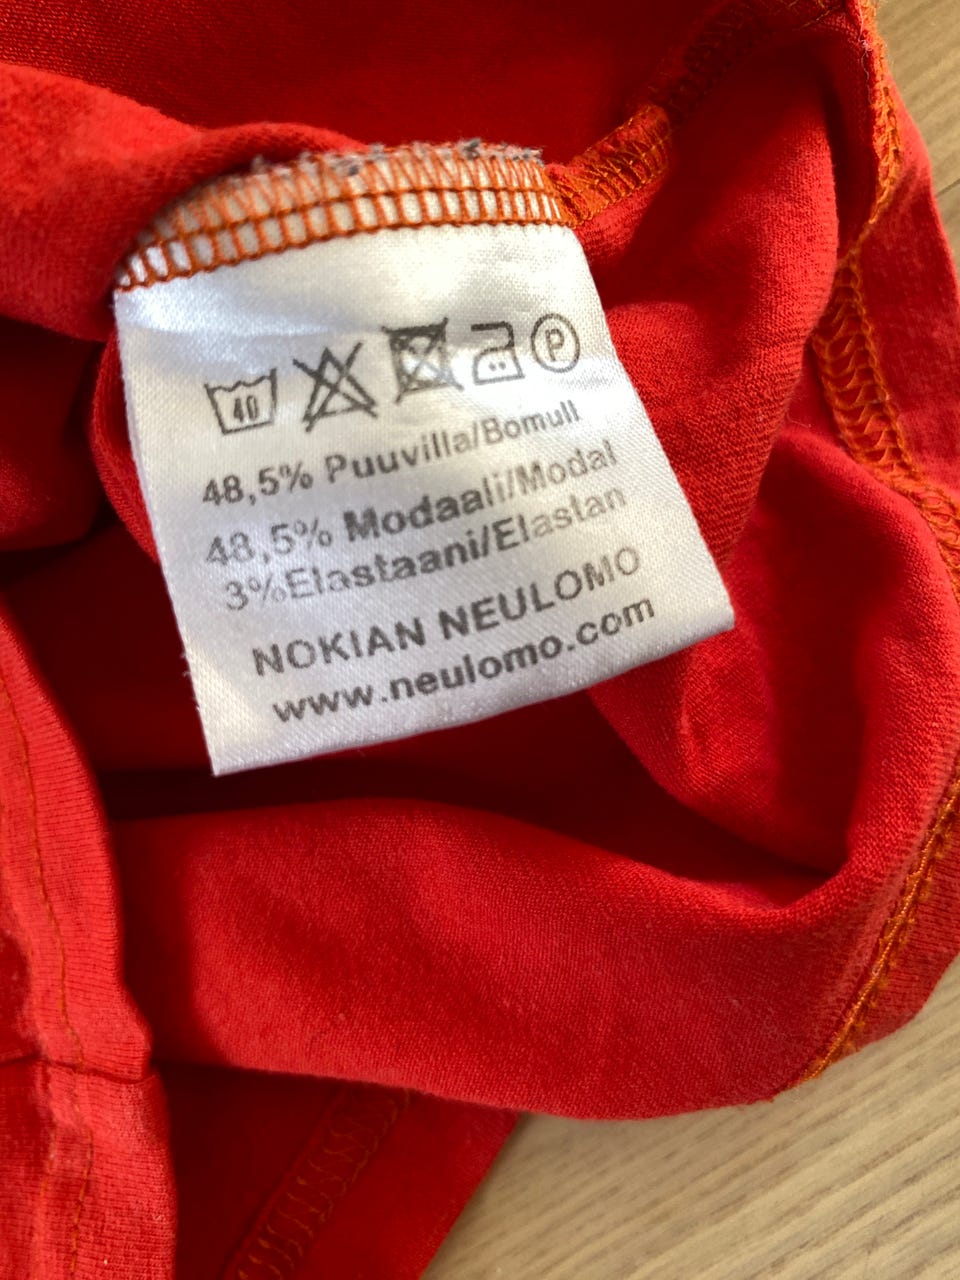 40 P
48,5% Puuvilla/Bomull
48,5% Modaali/Modal
3%Elastaani/Elastan
NOKIAN NEULOMO
www.neulomo.com